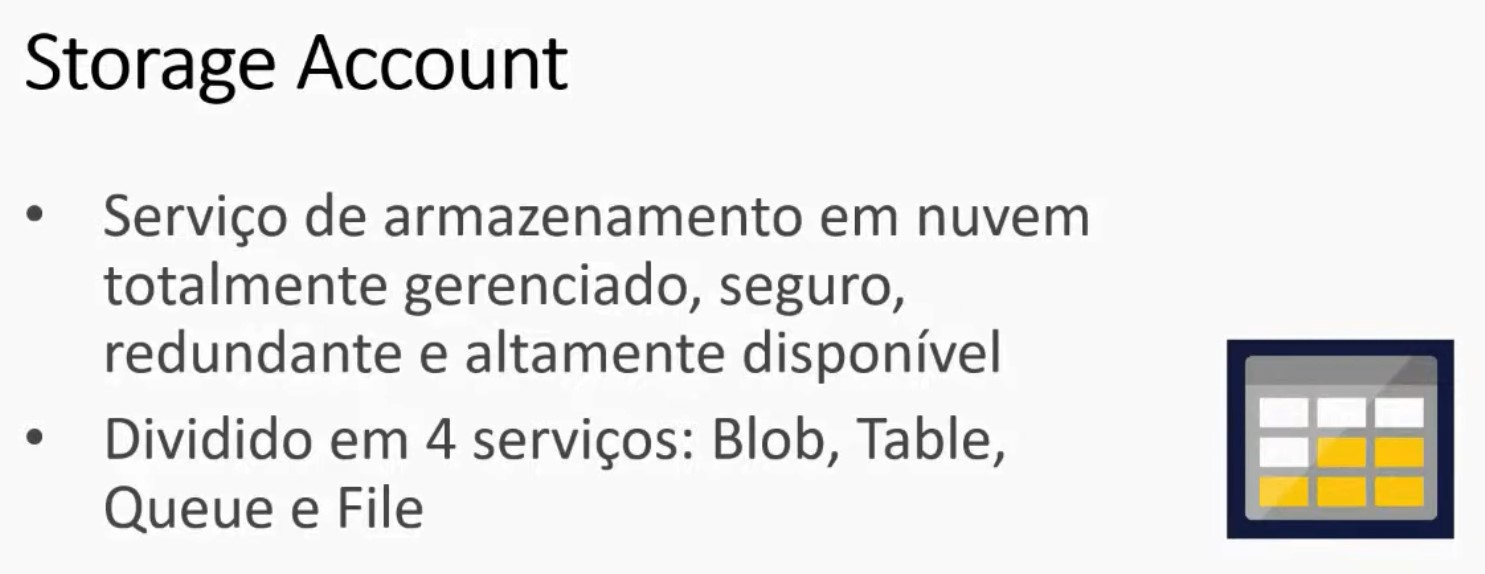 Storage Account
• Serviço de armazenamento em nuvem
totalmente gerenciado, seguro,
redundante e altamente disponível
• Dividido em 4 serviços: Blob, Table,
Queue e File